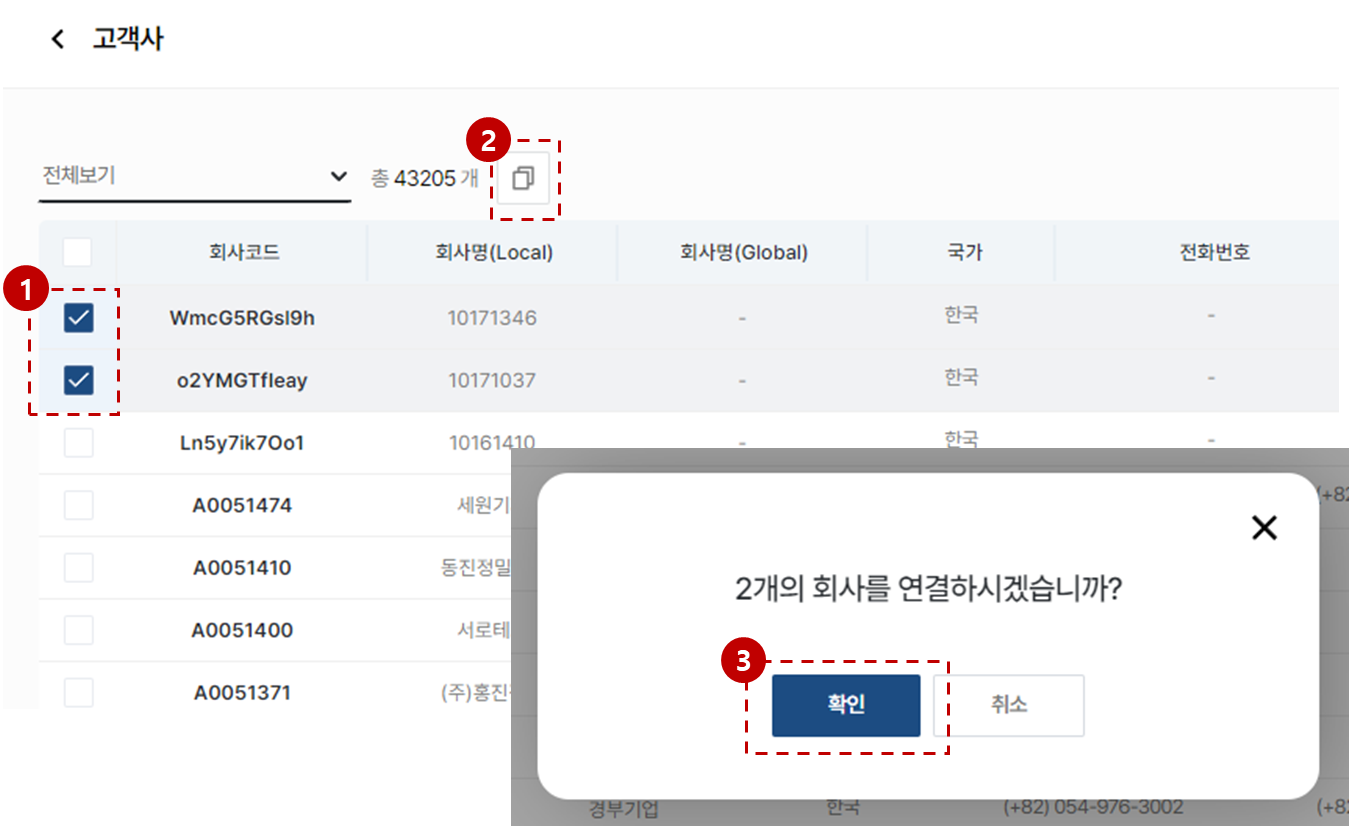 고객사
2
전체보기
총 43205 개
회사코드 회사명(Local) 회사명(Global) 국가 전화번호
1
WmcG5RGsI9h 10171346 - 한국 -
o2YMGTfIeay 10171037 - 한국 -
Ln5y7ik7Oo1 10161410 - 한국 -
A0051474 세원기
A0051410 동진정밀
A0051400 서로테
A0051371 (주)홍진
(+82
2개의 회사를 연결하시겠습니까?
3
확인 취소
경부기업 한국 (+82) 054-976-3002 (+82